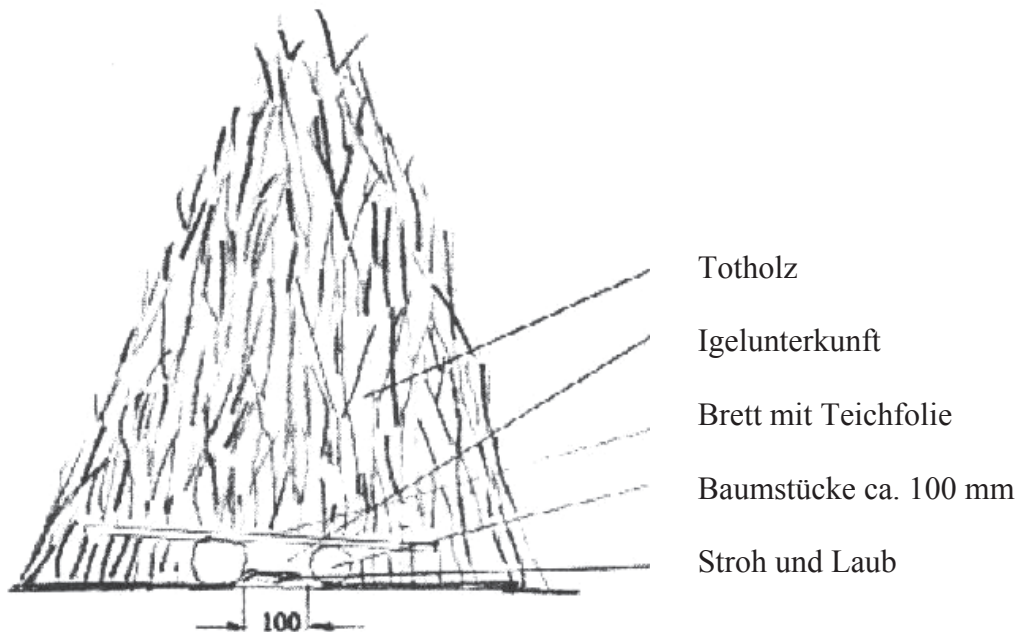 Totholz
Igelunterkunft
Brett mit Teichfolie
Baumstücke ca. 100 mm
Stroh und Laub
100